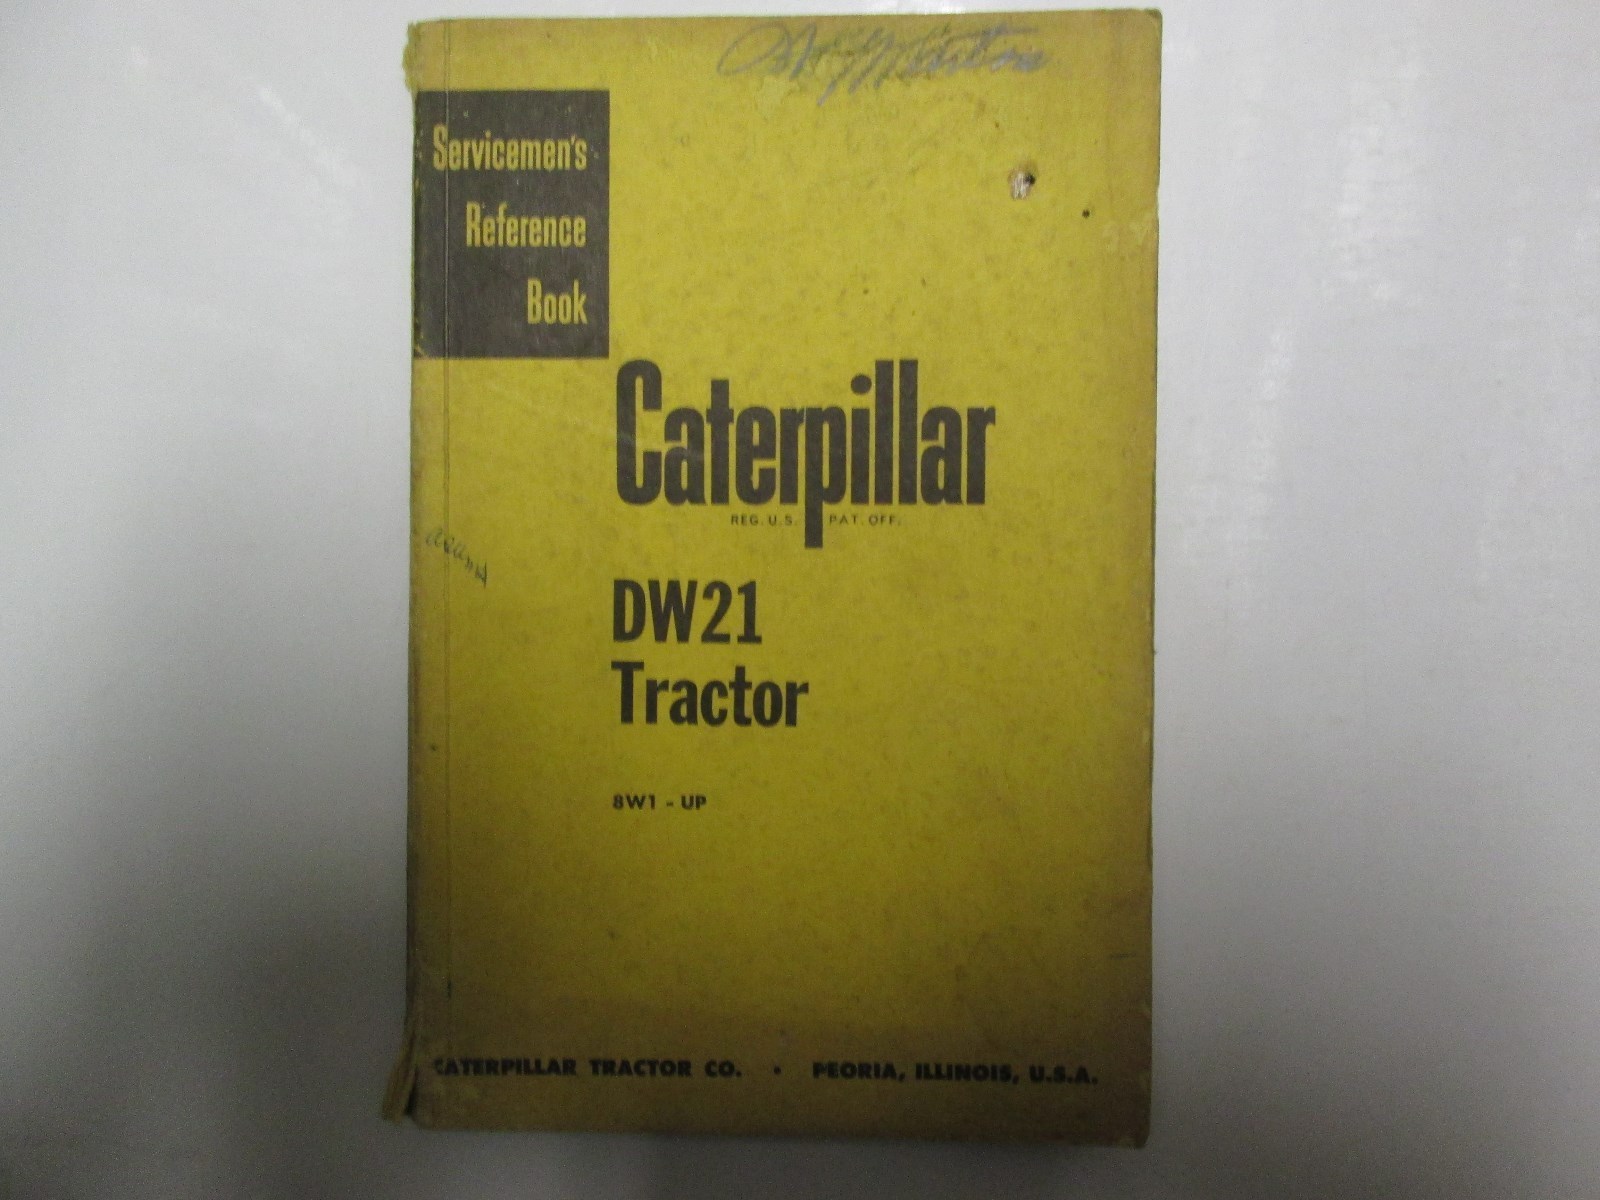 Servicemen's
Reference
Book
Caterpillar
REG. U.S. PAT. OFF.
DW21
Tractor
8W1 - UP
CATERPILLAR TRACTOR CO. • PEORIA, ILLINOIS, U.S.A.